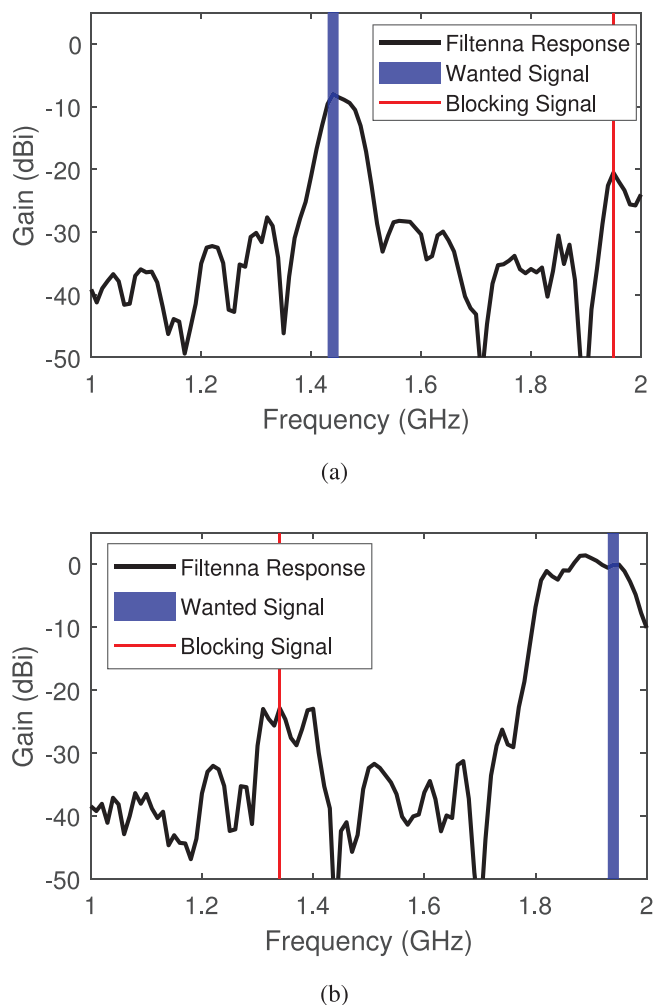 0
-10
-20
-30
-40
-50
Gain (dBi)
Filtenna Response
Wanted Signal
Blocking Signal
1 1.2 1.4 1.6 1.8 2
Frequency (GHz)
(a)
0
-10
-20
-30
-40
-50
Gain (dBi)
Filtenna Response
Wanted Signal
Blocking Signal
1 1.2 1.4 1.6 1.8 2
Frequency (GHz)
(b)